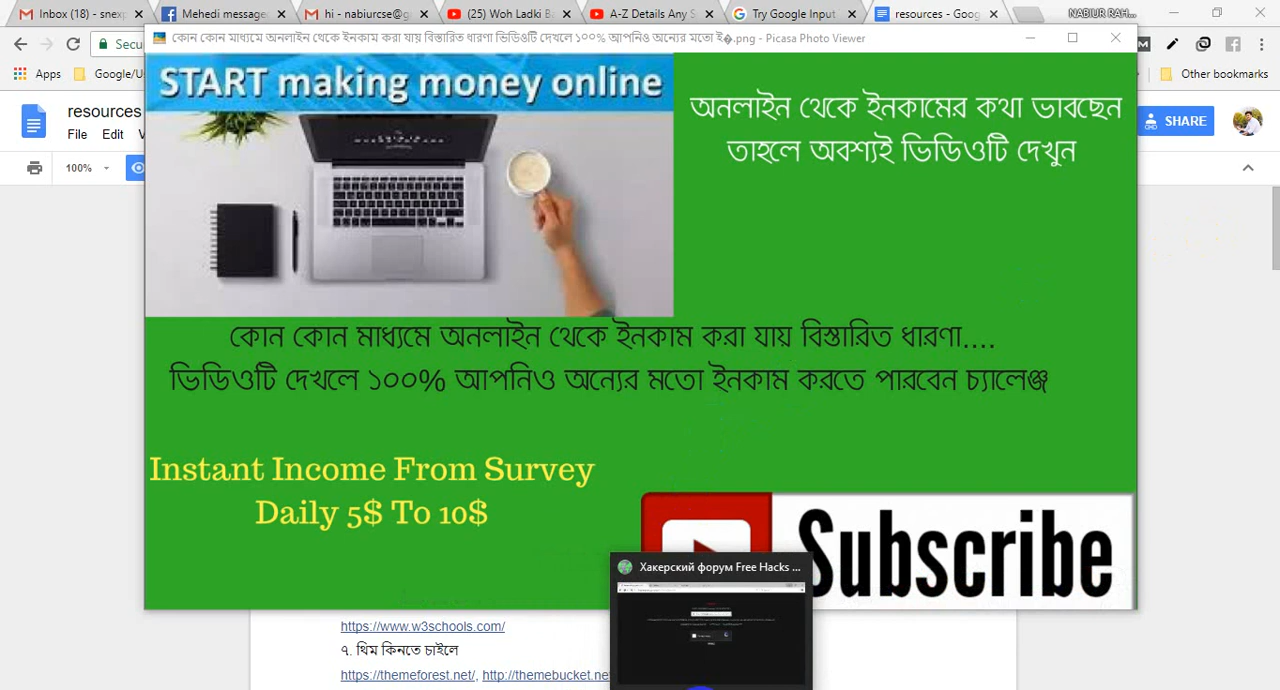 Inbox (18) - snexp
Mehedi message
hi - nabiurcse@g
(25) Woh Ladki Ba
A-Z Details Any S
Try Google Input
resources - Goog
NABIUR RAH...
Secu
Apps
Google/U
Other bookmarks
কোন কোন মাধ্যমে অনলাইন থেকে ইনকাম করা যায় বিস্তারিত ধারণা ভিডিওটি দেখলে ১০০% আপনিও অন্যের মতো ই�.png - Picasa Photo Viewer
resources
File Edit V
SHARE
100%
START making money online
অনলাইন থেকে ইনকামের কথা ভাবছেন
তাহলে অবশ্যই ভিডিওটি দেখুন
কোন কোন মাধ্যমে অনলাইন থেকে ইনকাম করা যায় বিস্তারিত ধারণা....
ভিডিওটি দেখলে ১০০% আপনিও অন্যের মতো ইনকাম করতে পারবেন চ্যালেঞ্জ
Instant Income From Survey
Daily 5$ To 10$
Subscribe
Хакерский форум Free Hacks ...
https://www.w3schools.com/
৭. থিম কিনতে চাইলে
https://themeforest.net/, http://themebucket.ne